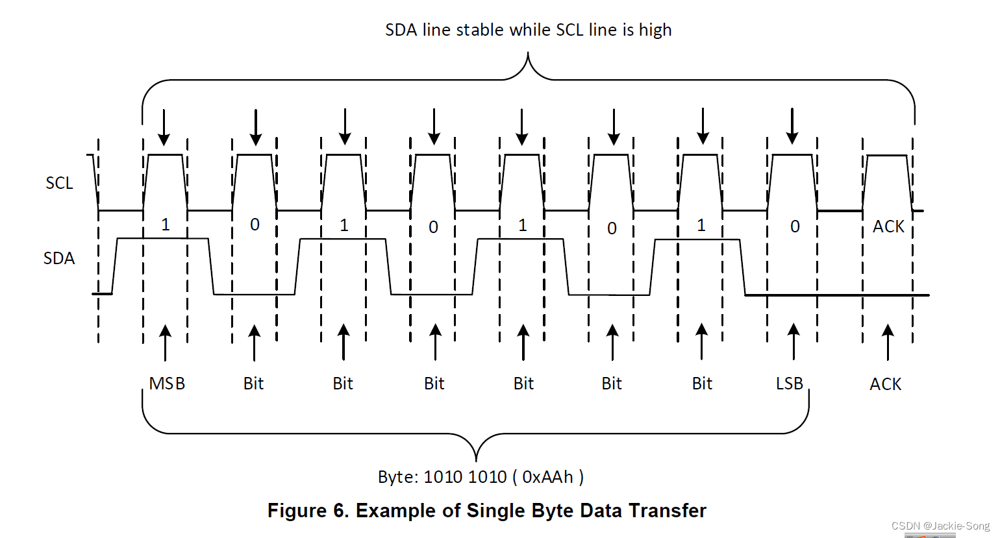 SDA line stable while SCL line is high
SCL
1 0 1 0 1 0 1 0 ACK
SDA
MSB Bit Bit Bit Bit Bit Bit LSB ACK
Byte: 1010 1010 ( 0xAAh )
Figure 6. Example of Single Byte Data Transfer
CSDN @Jackie-Song